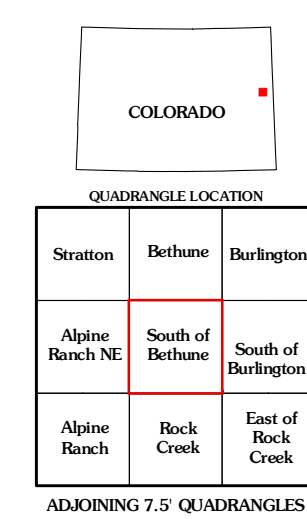 COLORADO
QUADRANGLE LOCATION
Stratton
Bethune
Burlington
Alpine
Ranch NE
South of
Bethune
South of
Burlington
Alpine
Ranch
Rock
Creek
East of
Rock
Creek
ADJOINING 7.5' QUADRANGLES